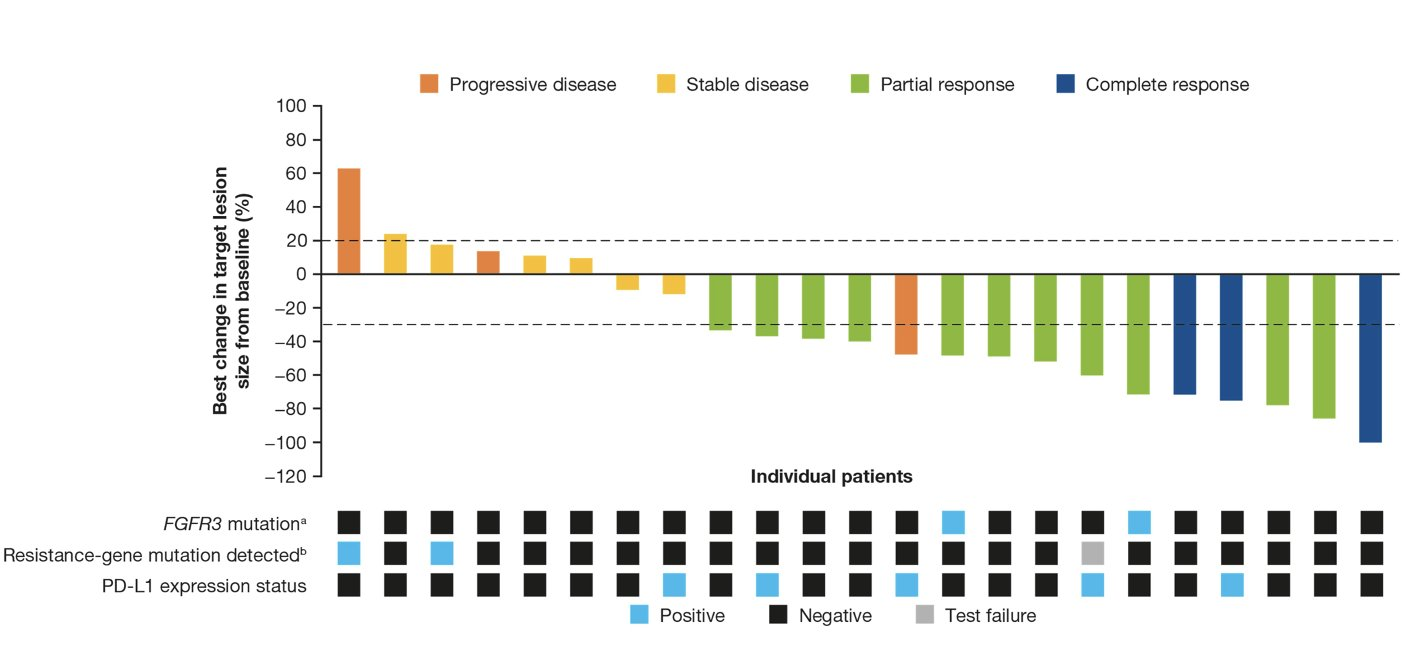 Progressive disease Stable disease Partial response Complete response
100
80
60
40
20
0
−20
−40
−60
−80
−100
−120
Best change in target lesion
size from baseline (%)
Individual patients
FGFR3 mutationᵃ
Resistance-gene mutation detectedᵇ
PD-L1 expression status
Positive Negative Test failure